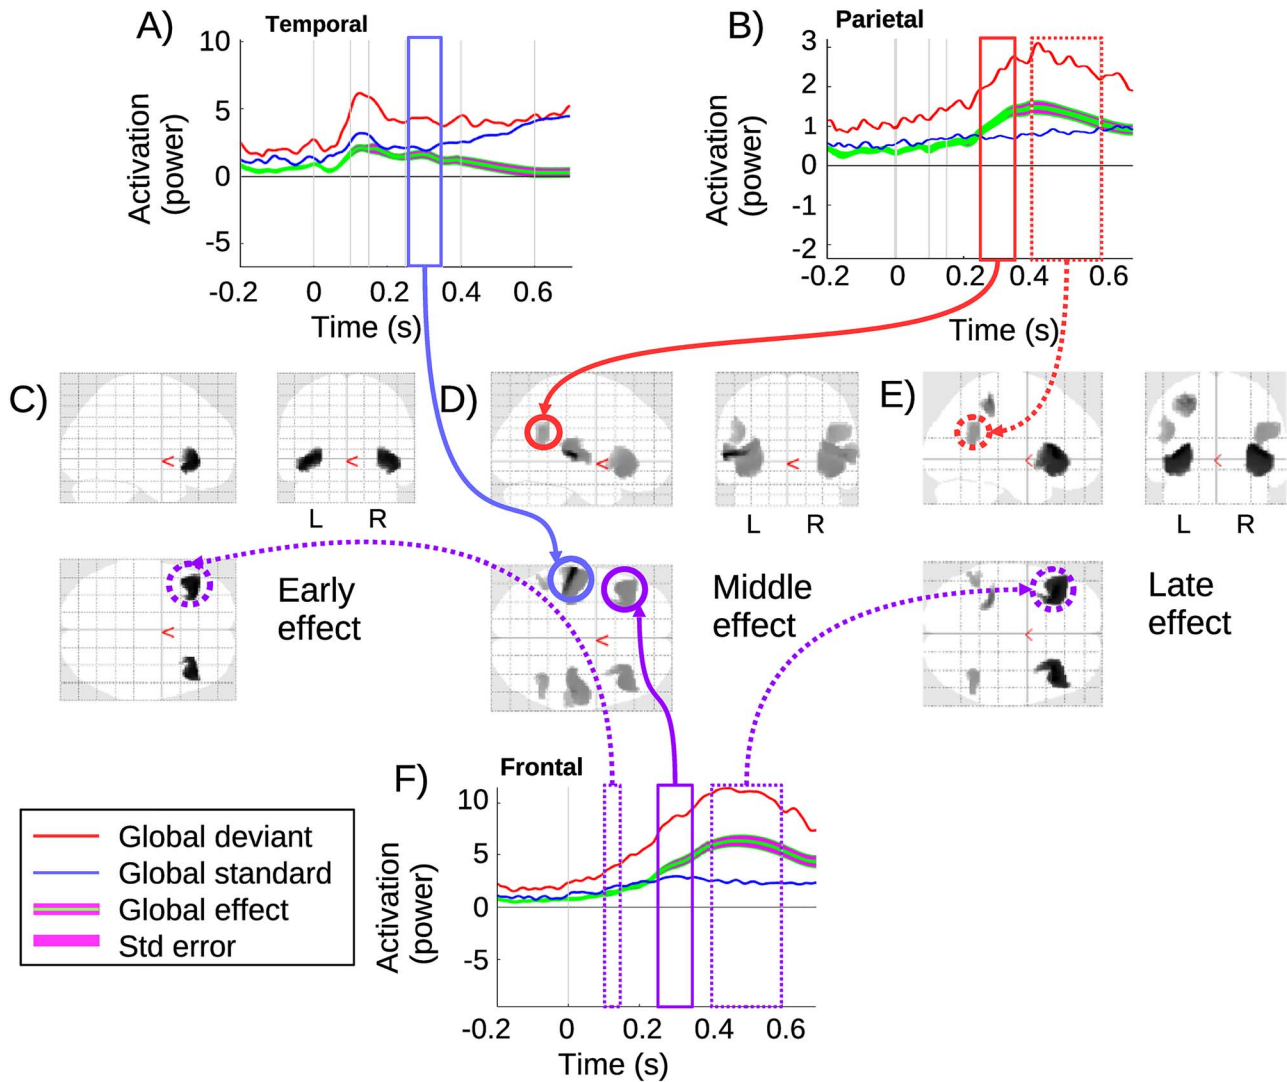 A)
Temporal
10
5
0
-5
Activation
(power)
-0.2
0
0.2
0.4
0.6
Time (s)
B)
Parietal
3
2
1
0
-1
-2
Activation
(power)
-0.2
0
0.2
0.4
0.6
Time (s)
C)
L
R
Early
effect
D)
L
R
Middle
effect
E)
L
R
Late
effect
F)
Frontal
10
5
0
-5
Activation
(power)
-0.2
0
0.2
0.4
0.6
Time (s)
Global deviant
Global standard
Global effect
Std error